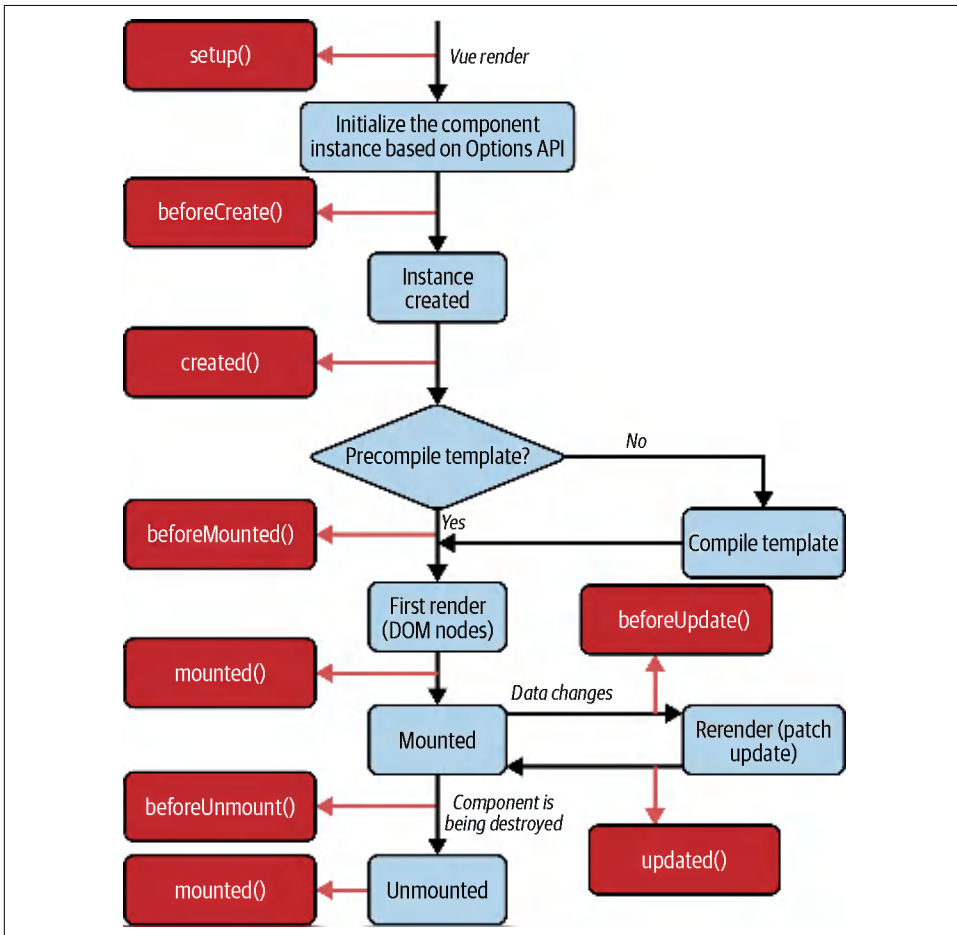 setup()
Vue render
Initialize the component
instance based on Options API
beforeCreate()
Instance
created
created()
Precompile template?
No
Yes
beforeMounted()
Compile template
First render
(DOM nodes)
beforeUpdate()
mounted()
Data changes
Mounted
Rerender (patch
update)
beforeUnmount()
Component is
being destroyed
updated()
mounted()
Unmounted